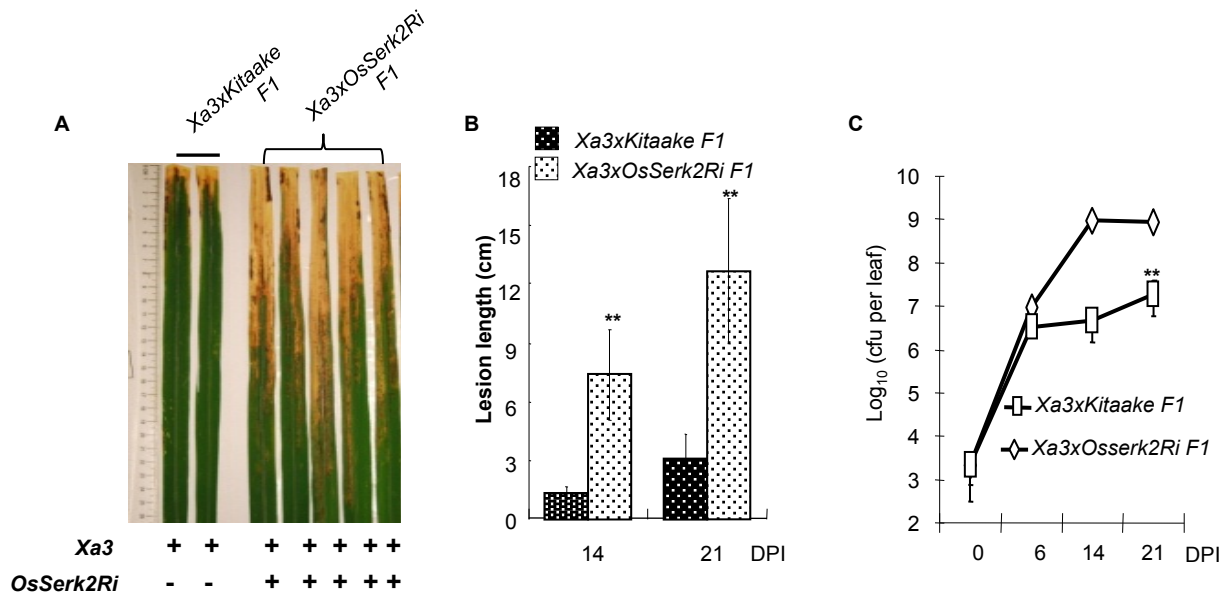 A
Xa3xKitaake
F1
Xa3xOsSerk2Ri
F1
Xa3 + + + + + + +
OsSerk2Ri - - + + + + +
B
Xa3xKitaake F1
Xa3xOsSerk2Ri F1
Lesion length (cm)
18
15
12
9
6
3
0
**
**
14 21 DPI
C
Log10 (cfu per leaf)
10
9
8
7
6
5
4
3
2
**
Xa3xKitaake F1
Xa3xOsserk2Ri F1
0 6 14 21 DPI